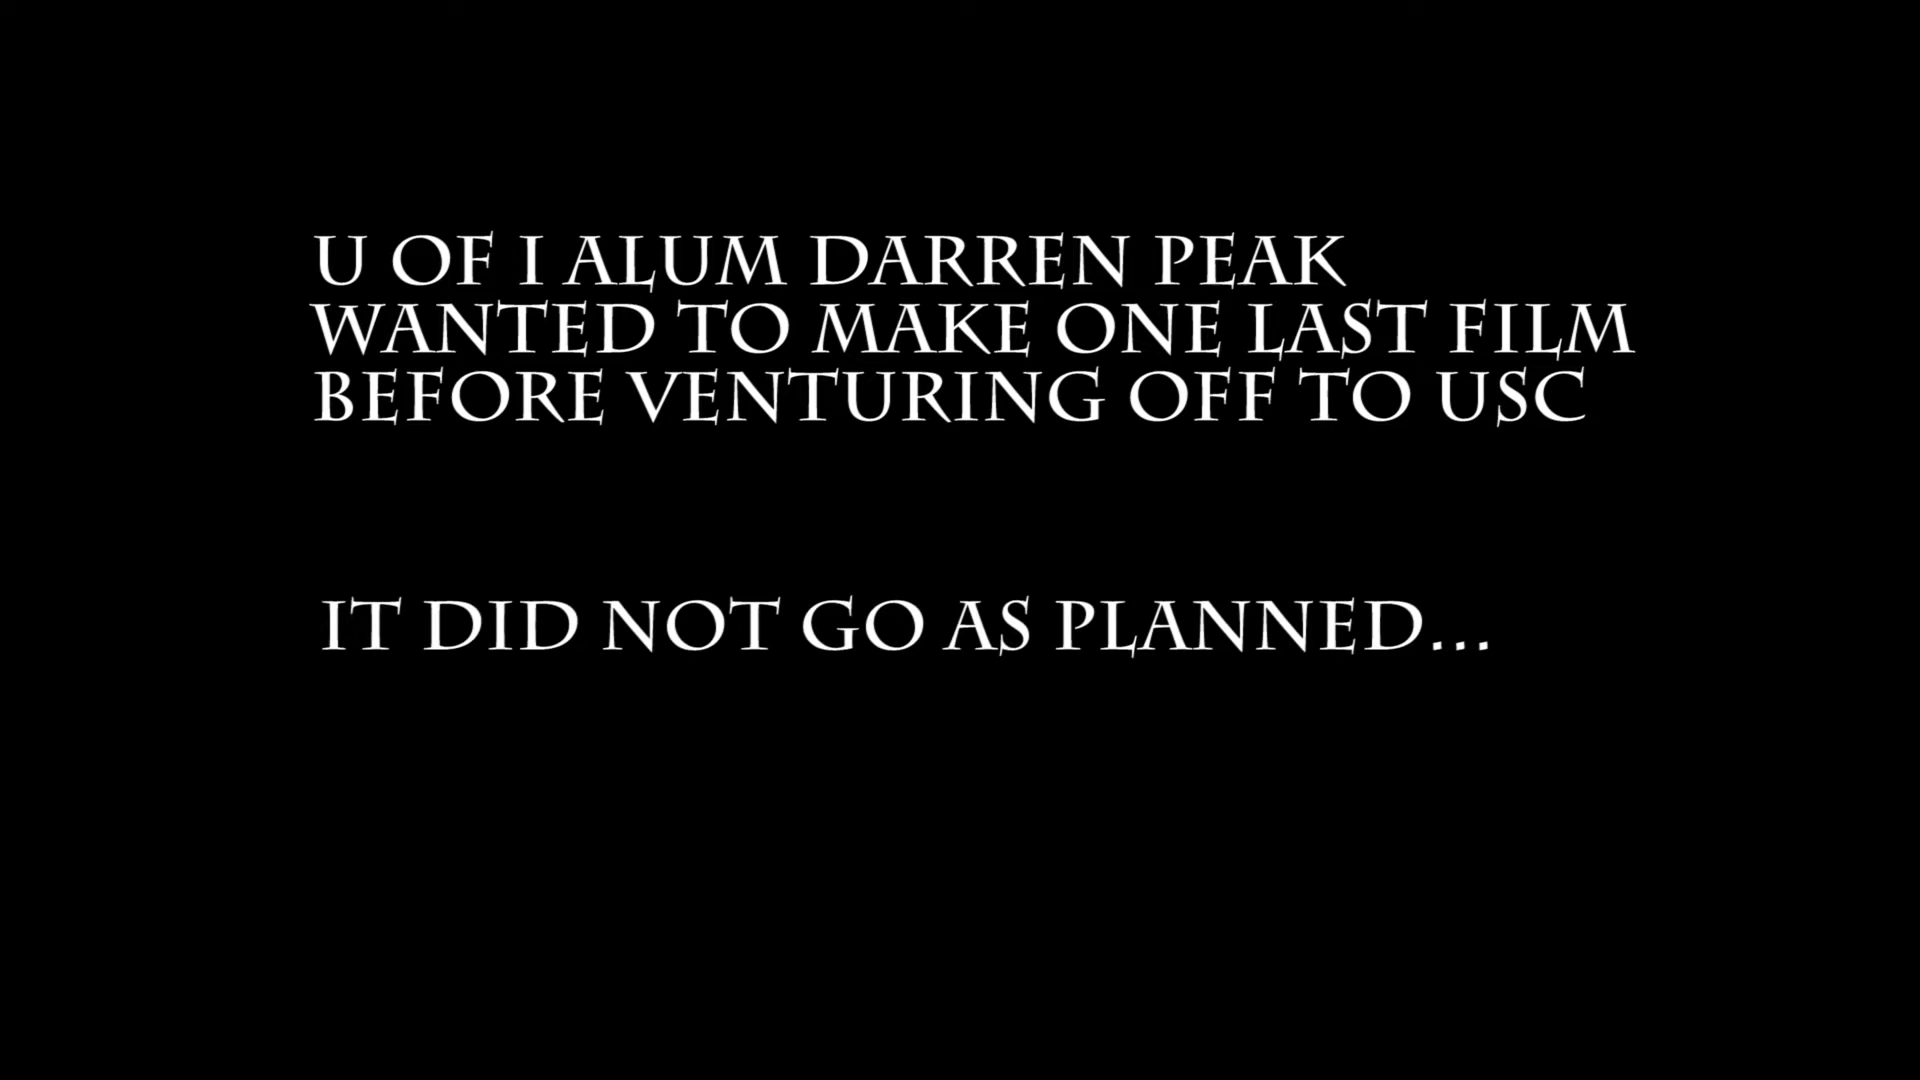 U OF I ALUM DARREN PEAK
WANTED TO MAKE ONE LAST FILM
BEFORE VENTURING OFF TO USC
IT DID NOT GO AS PLANNED...